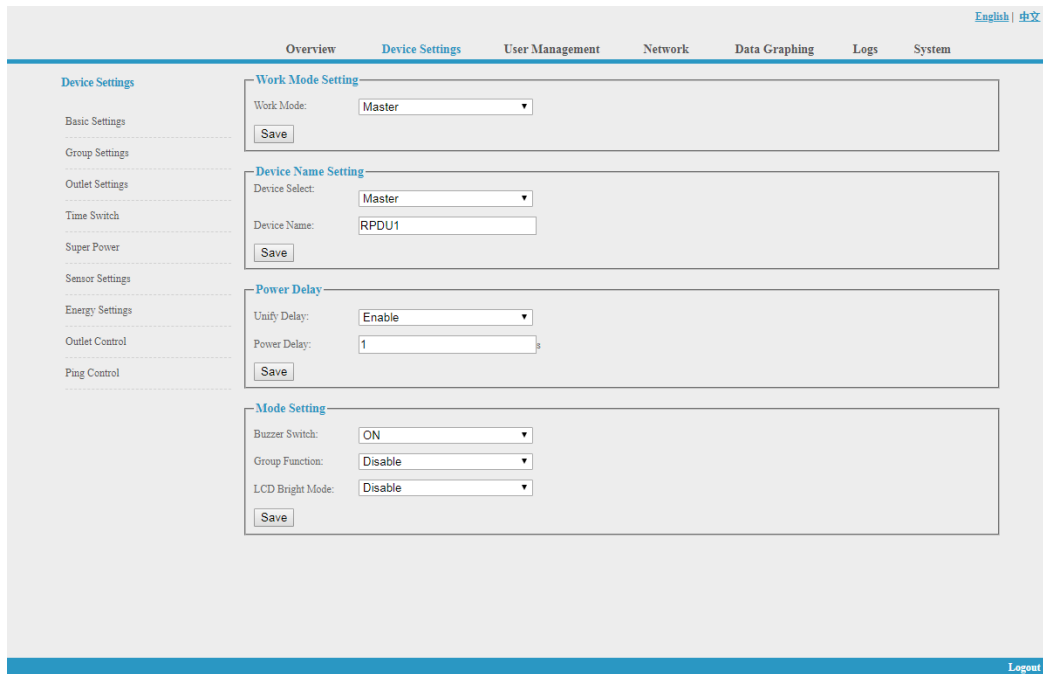 English | 中文
Overview Device Settings User Management Network Data Graphing Logs System
Device Settings
Basic Settings
Group Settings
Outlet Settings
Time Switch
Super Power
Sensor Settings
Energy Settings
Outlet Control
Ping Control
Work Mode Setting
Work Mode: Master
Save
Device Name Setting
Device Select: Master
Device Name: RPDU1
Save
Power Delay
Unify Delay: Enable
Power Delay: 1 s
Save
Mode Setting
Buzzer Switch: ON
Group Function: Disable
LCD Bright Mode: Disable
Save
Logout